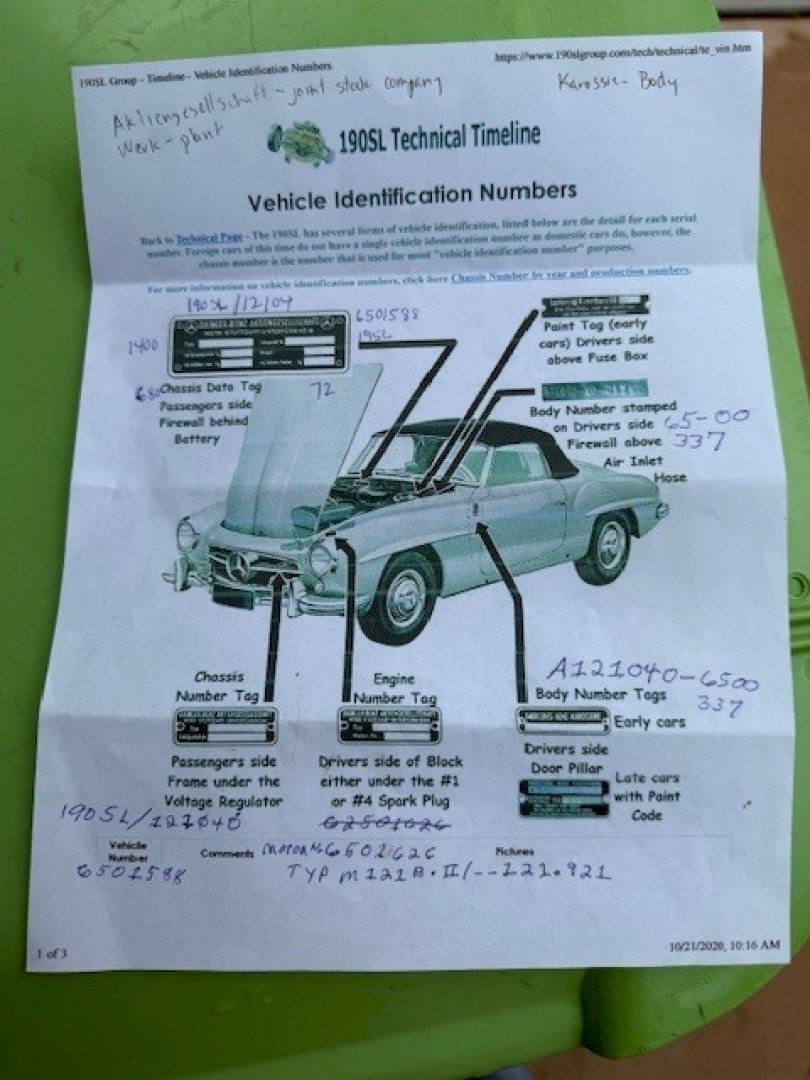 190SL Group - Timeline - Vehicle Identification Numbers
https://www.190slgroup.com/tech/technical/te_vin.htm
Aktiengesellschaft - joint stock company
Werk - plant
Karossie - Body
190SL Technical Timeline
Vehicle Identification Numbers
Back to Technical Page - The 190SL has several forms of vehicle identification, listed below are the detail for each serial
number. Foreign cars of this time do not have a single vehicle identification number as domestic cars do, however, the
chassis number is the number that is used for most "vehicle identification number" purposes.
For more information on vehicle identification numbers, click here Chassis Number by year and production numbers.
190SL/12/04
6501588
1956
1400
680
72
DAIMLER-BENZ AKTIENGESELLSCHAFT
Chassis Data Tag
Passengers side
Firewall behind
Battery
Paint Tag (early
cars) Drivers side
above Fuse Box
Body Number stamped
on Drivers side
Firewall above
Air Inlet
Hose
65-00
337
Chassis
Number Tag
Passengers side
Frame under the
Voltage Regulator
190SL/121040
Engine
Number Tag
Drivers side of Block
either under the #1
or #4 Spark Plug
A121040-6500
337
Body Number Tags
Early cars
Drivers side
Door Pillar
Late cars
with Paint
Code
Vehicle
Number
6501588
Comments
Motor № 6501626
Pictures
TYP M121B·II/--121.921
1 of 3
10/21/2020, 10:16 AM